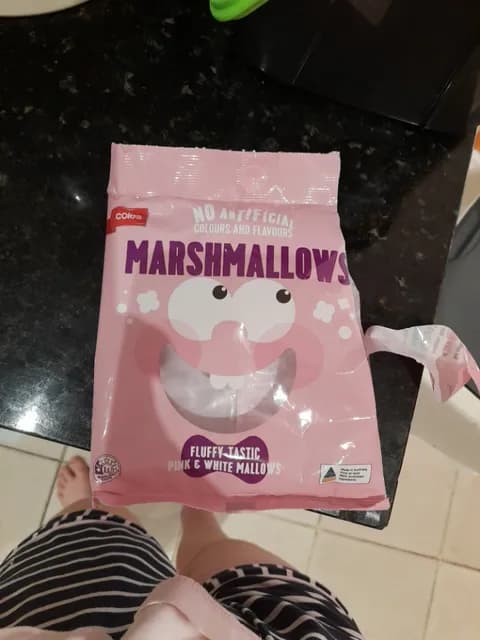 coles
NO ARTIFICIAL
COLOURS AND FLAVOURS
MARSHMALLOWS
FLUFFY-TASTIC
PINK & WHITE MALLOWS